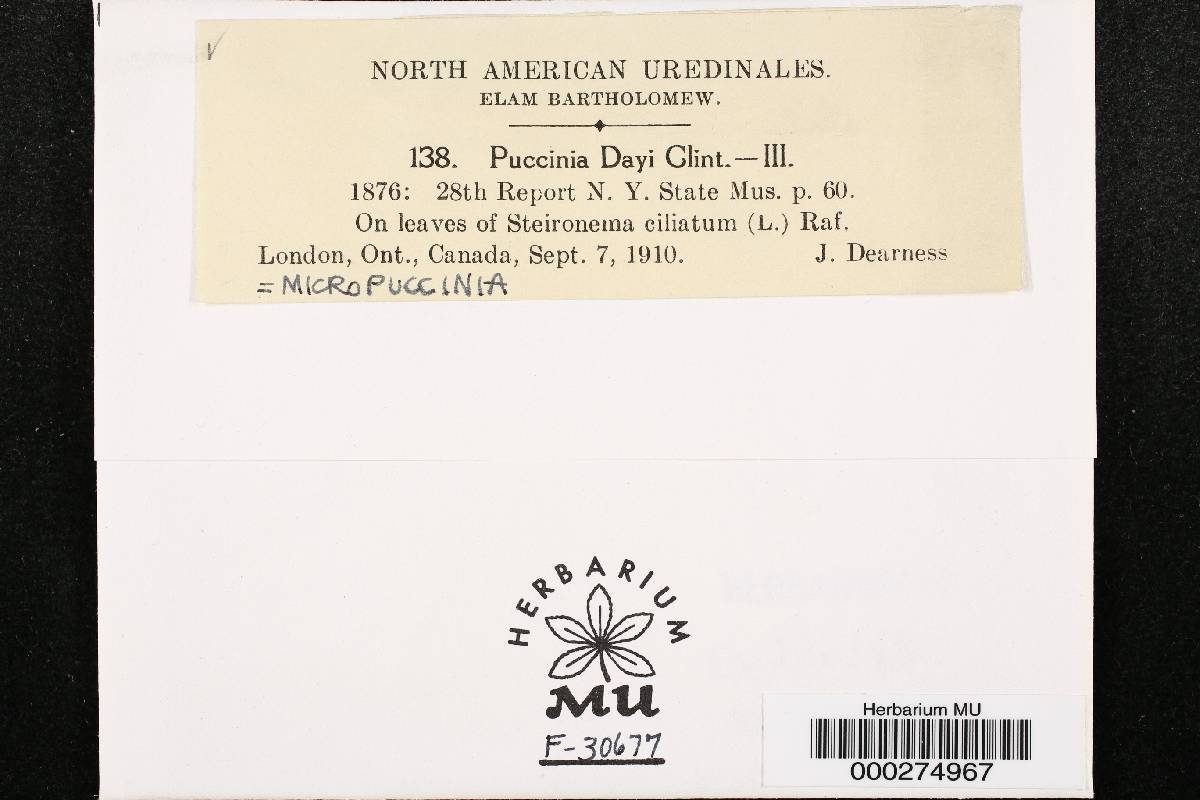 NORTH AMERICAN UREDINALES.
ELAM BARTHOLOMEW.
138. Puccinia Dayi Clint.—III.
1876: 28th Report N. Y. State Mus. p. 60.
On leaves of Steironema ciliatum (L.) Raf.
London, Ont., Canada, Sept. 7, 1910. J. Dearness
= MICROPUCCINIA
HERBARIUM
MU
F-30677
Herbarium MU
000274967